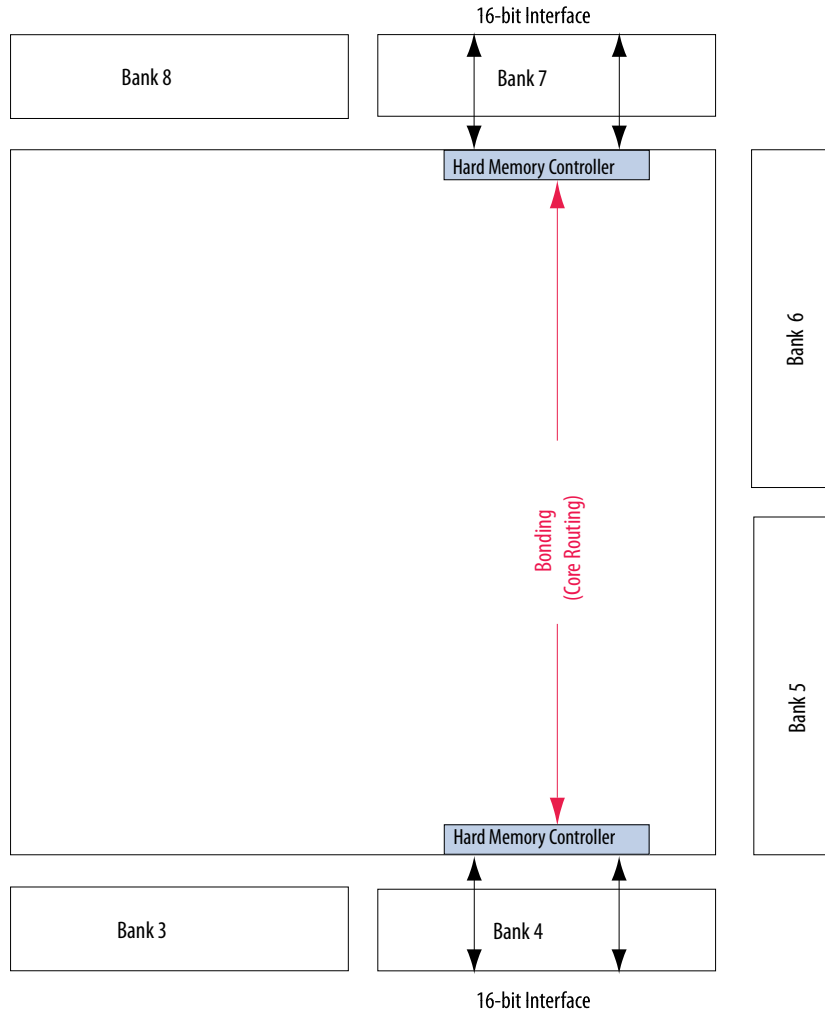 16-bit Interface
Bank 8
Bank 7
Hard Memory Controller
Bank 6
Bonding
(Core Routing)
Bank 5
Hard Memory Controller
Bank 3
Bank 4
16-bit Interface